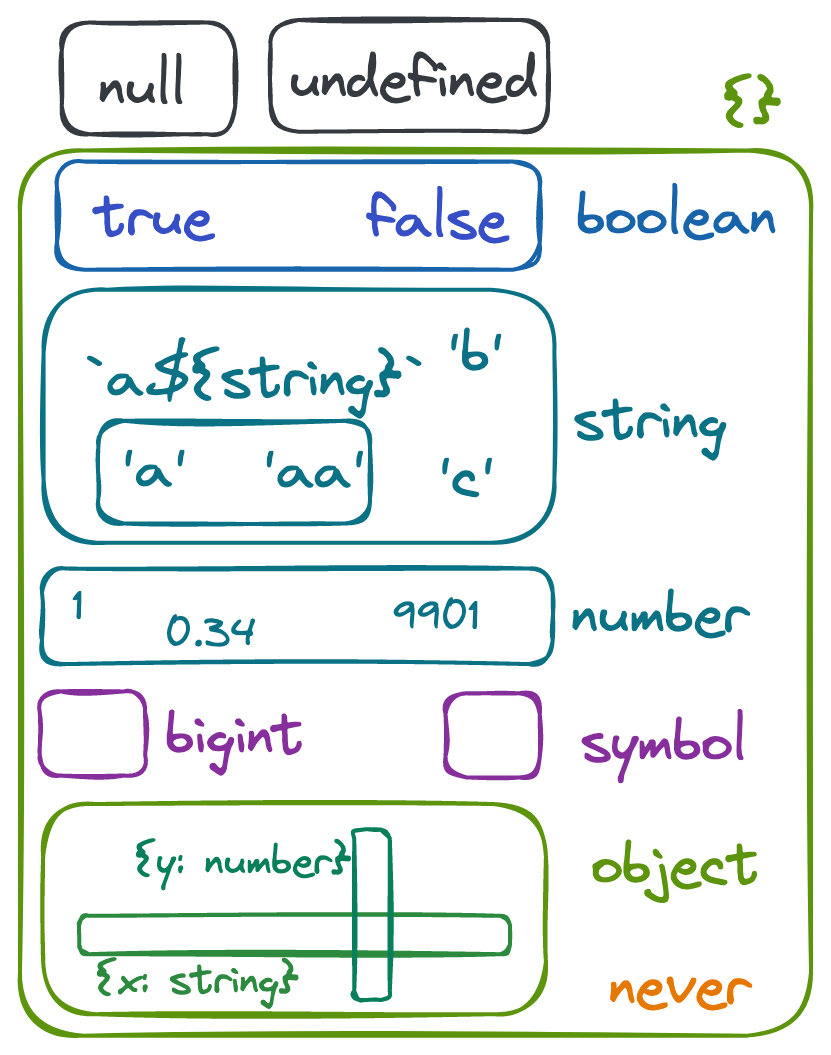 null undefined {}
true false boolean
`a${string}` 'b'
'a' 'aa' 'c' string
1 0.34 9901 number
bigint symbol
{y: number} object
{x: string} never